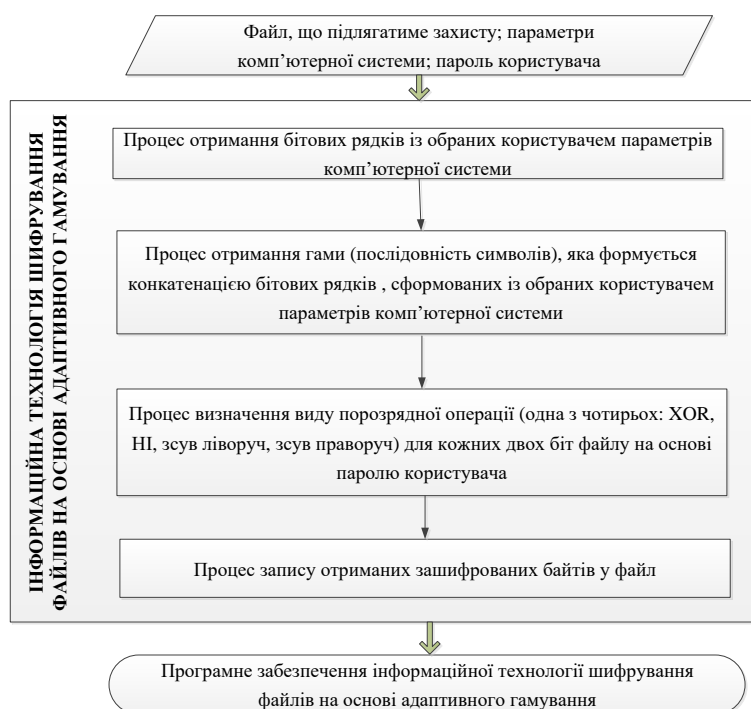 Файл, що підлягатиме захисту; параметри
комп’ютерної системи; пароль користувача
ІНФОРМАЦІЙНА ТЕХНОЛОГІЯ ШИФРУВАННЯ
ФАЙЛІВ НА ОСНОВІ АДАПТИВНОГО ГАМУВАННЯ
Процес отримання бітових рядків із обраних користувачем параметрів
комп’ютерної системи
Процес отримання гами (послідовність символів), яка формується
конкатенацією бітових рядків , сформованих із обраних користувачем
параметрів комп’ютерної системи
Процес визначення виду порозрядної операції (одна з чотирьох: XOR,
НІ, зсув ліворуч, зсув праворуч) для кожних двох біт файлу на основі
паролю користувача
Процес запису отриманих зашифрованих байтів у файл
Програмне забезпечення інформаційної технології шифрування
файлів на основі адаптивного гамування